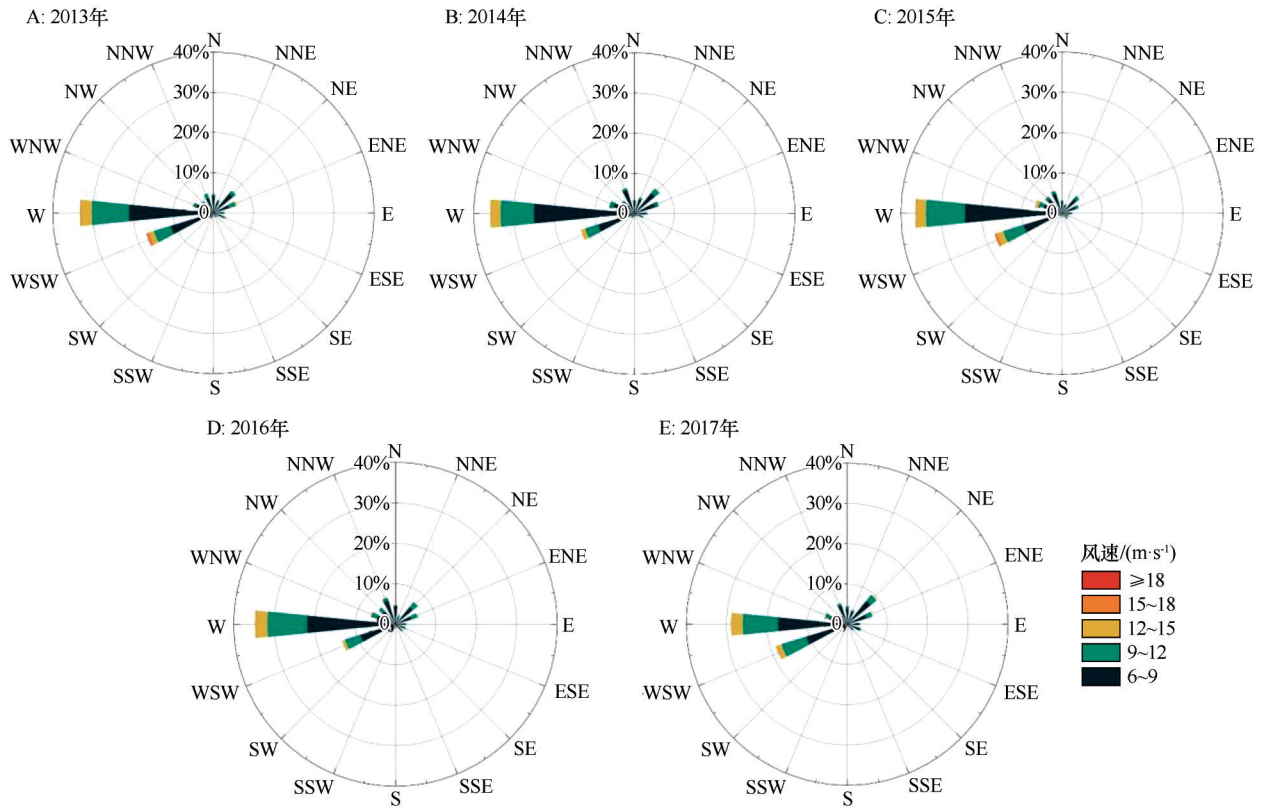 A: 2013年
N
NNE
NE
ENE
E
ESE
SE
SSE
S
SSW
SW
WSW
W
WNW
NW
NNW
40%
30%
20%
10%
0
B: 2014年
N
NNE
NE
ENE
E
ESE
SE
SSE
S
SSW
SW
WSW
W
WNW
NW
NNW
40%
30%
20%
10%
0
C: 2015年
N
NNE
NE
ENE
E
ESE
SE
SSE
S
SSW
SW
WSW
W
WNW
NW
NNW
40%
30%
20%
10%
0
D: 2016年
N
NNE
NE
ENE
E
ESE
SE
SSE
S
SSW
SW
WSW
W
WNW
NW
NNW
40%
30%
20%
10%
0
E: 2017年
N
NNE
NE
ENE
E
ESE
SE
SSE
S
SSW
SW
WSW
W
WNW
NW
NNW
40%
30%
20%
10%
0
风速/(m·s⁻¹)
≥18
15~18
12~15
9~12
6~9